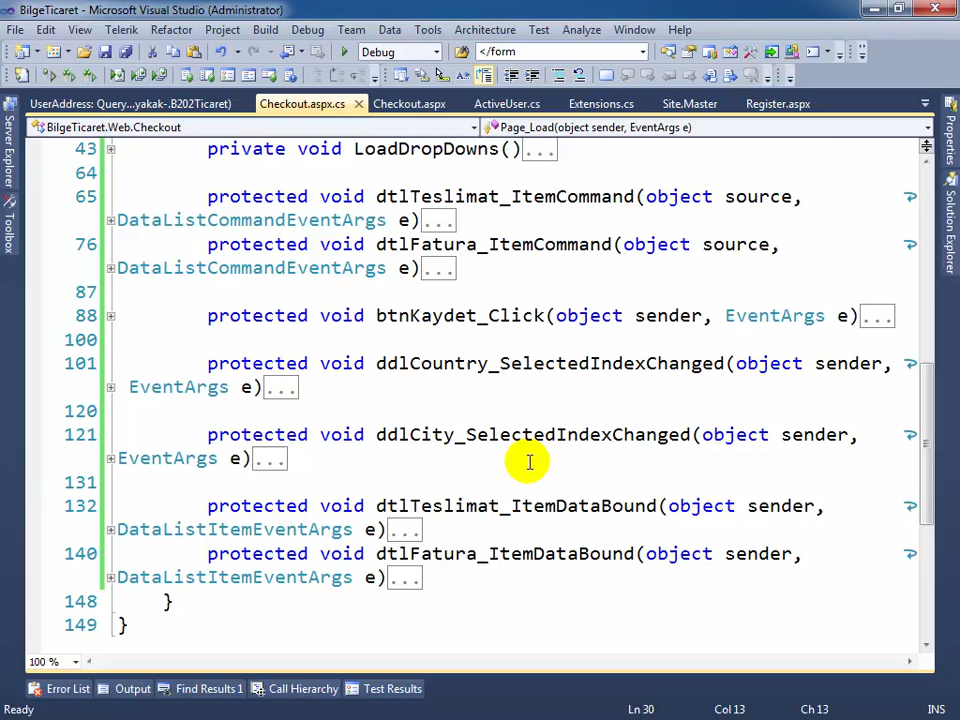 BilgeTicaret - Microsoft Visual Studio (Administrator)
File Edit View Telerik Refactor Project Build Debug Team Data Tools Architecture Test Analyze Window Help
Debug </form
UserAddress: Query...yakak-.B202Ticaret) Checkout.aspx.cs Checkout.aspx ActiveUser.cs Extensions.cs Site.Master Register.aspx
BilgeTicaret.Web.Checkout Page_Load(object sender, EventArgs e)
Server Explorer
Toolbox
Properties
Solution Explorer
43 private void LoadDropDowns()...
64
65 protected void dtlTeslimat_ItemCommand(object source,
DataListCommandEventArgs e)...
76 protected void dtlFatura_ItemCommand(object source,
DataListCommandEventArgs e)...
87
88 protected void btnKaydet_Click(object sender, EventArgs e)...
100
101 protected void ddlCountry_SelectedIndexChanged(object sender,
EventArgs e)...
120
121 protected void ddlCity_SelectedIndexChanged(object sender,
EventArgs e)...
131
132 protected void dtlTeslimat_ItemDataBound(object sender,
DataListItemEventArgs e)...
140 protected void dtlFatura_ItemDataBound(object sender,
DataListItemEventArgs e)...
148 }
149 }
100 %
Error List Output Find Results 1 Call Hierarchy Test Results
Ready Ln 30 Col 13 Ch 13 INS